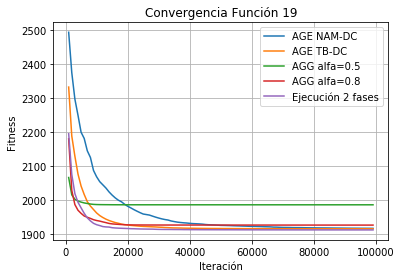 Convergencia Función 19
AGE NAM-DC
AGE TB-DC
AGG alfa=0.5
AGG alfa=0.8
Ejecución 2 fases
Fitness
2500
2400
2300
2200
2100
2000
1900
0 20000 40000 60000 80000 100000
Iteración